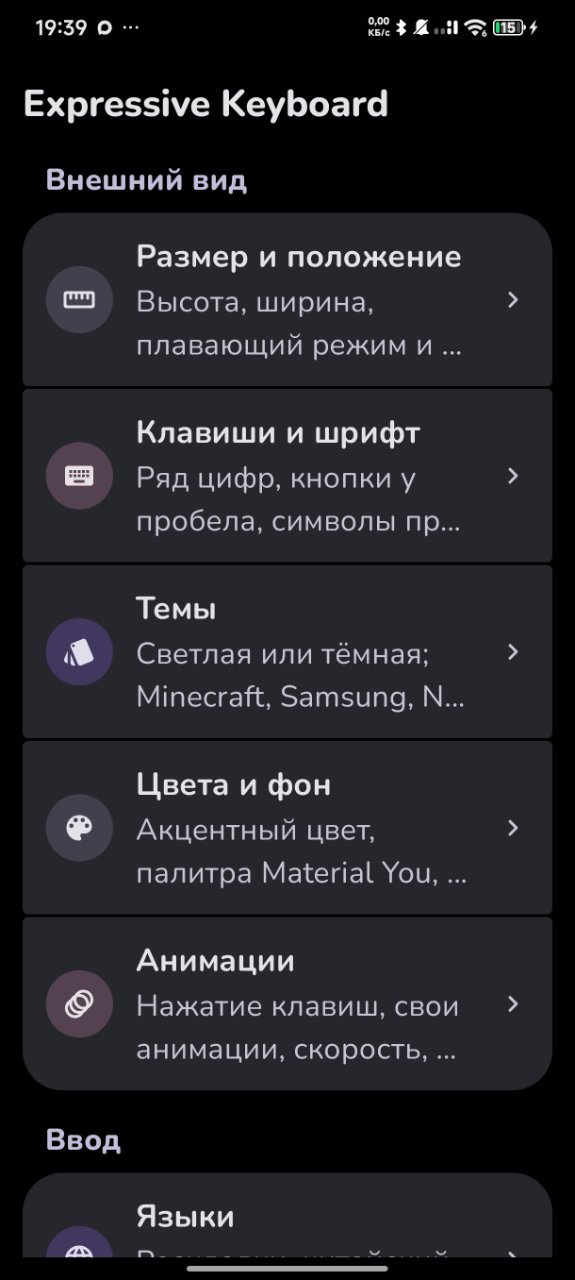 19:39
0,00
КБ/с
6
15
Expressive Keyboard
Внешний вид
Размер и положение
Высота, ширина,
плавающий режим и ...
Клавиши и шрифт
Ряд цифр, кнопки у
пробела, символы пр...
Темы
Светлая или тёмная;
Minecraft, Samsung, N...
Цвета и фон
Акцентный цвет,
палитра Material You, ...
Анимации
Нажатие клавиш, свои
анимации, скорость, ...
Ввод
Языки